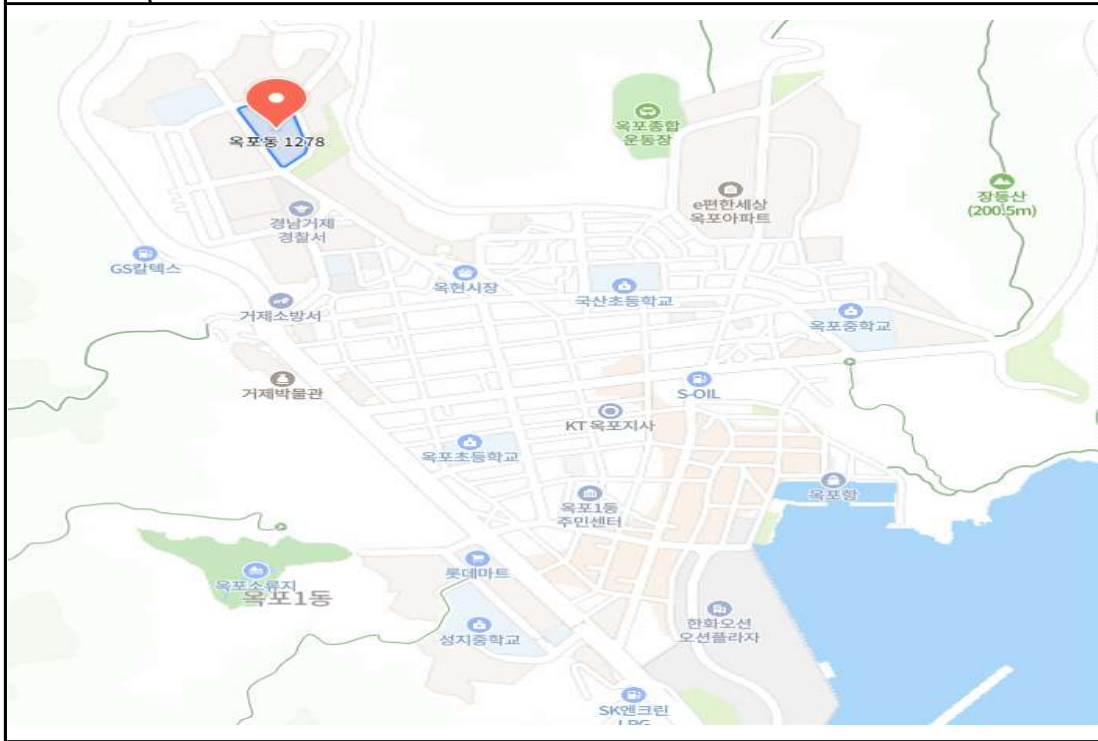 옥포동 1278
옥포종합
운동장
e편한세상
옥포아파트
장등산
(200.5m)
경남거제
경찰서
GS칼텍스
옥현시장
국산초등학교
거제소방서
옥포중학교
거제박물관
S-OIL
KT 옥포지사
옥포초등학교
옥포항
옥포1동
주민센터
롯데마트
옥포소류지
옥포1동
성지중학교
한화오션
오션플라자
SK엔크린
LPG